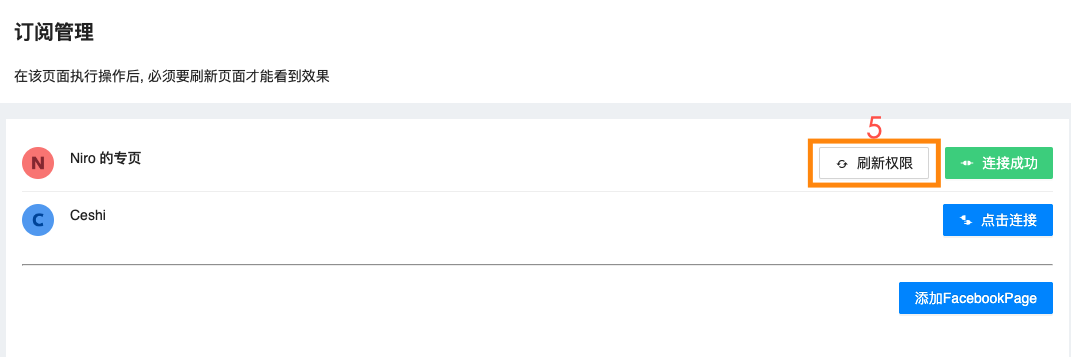 订阅管理
在该页面执行操作后, 必须要刷新页面才能看到效果
5
N Niro 的专页 刷新权限 连接成功
C Ceshi 点击连接
添加FacebookPage